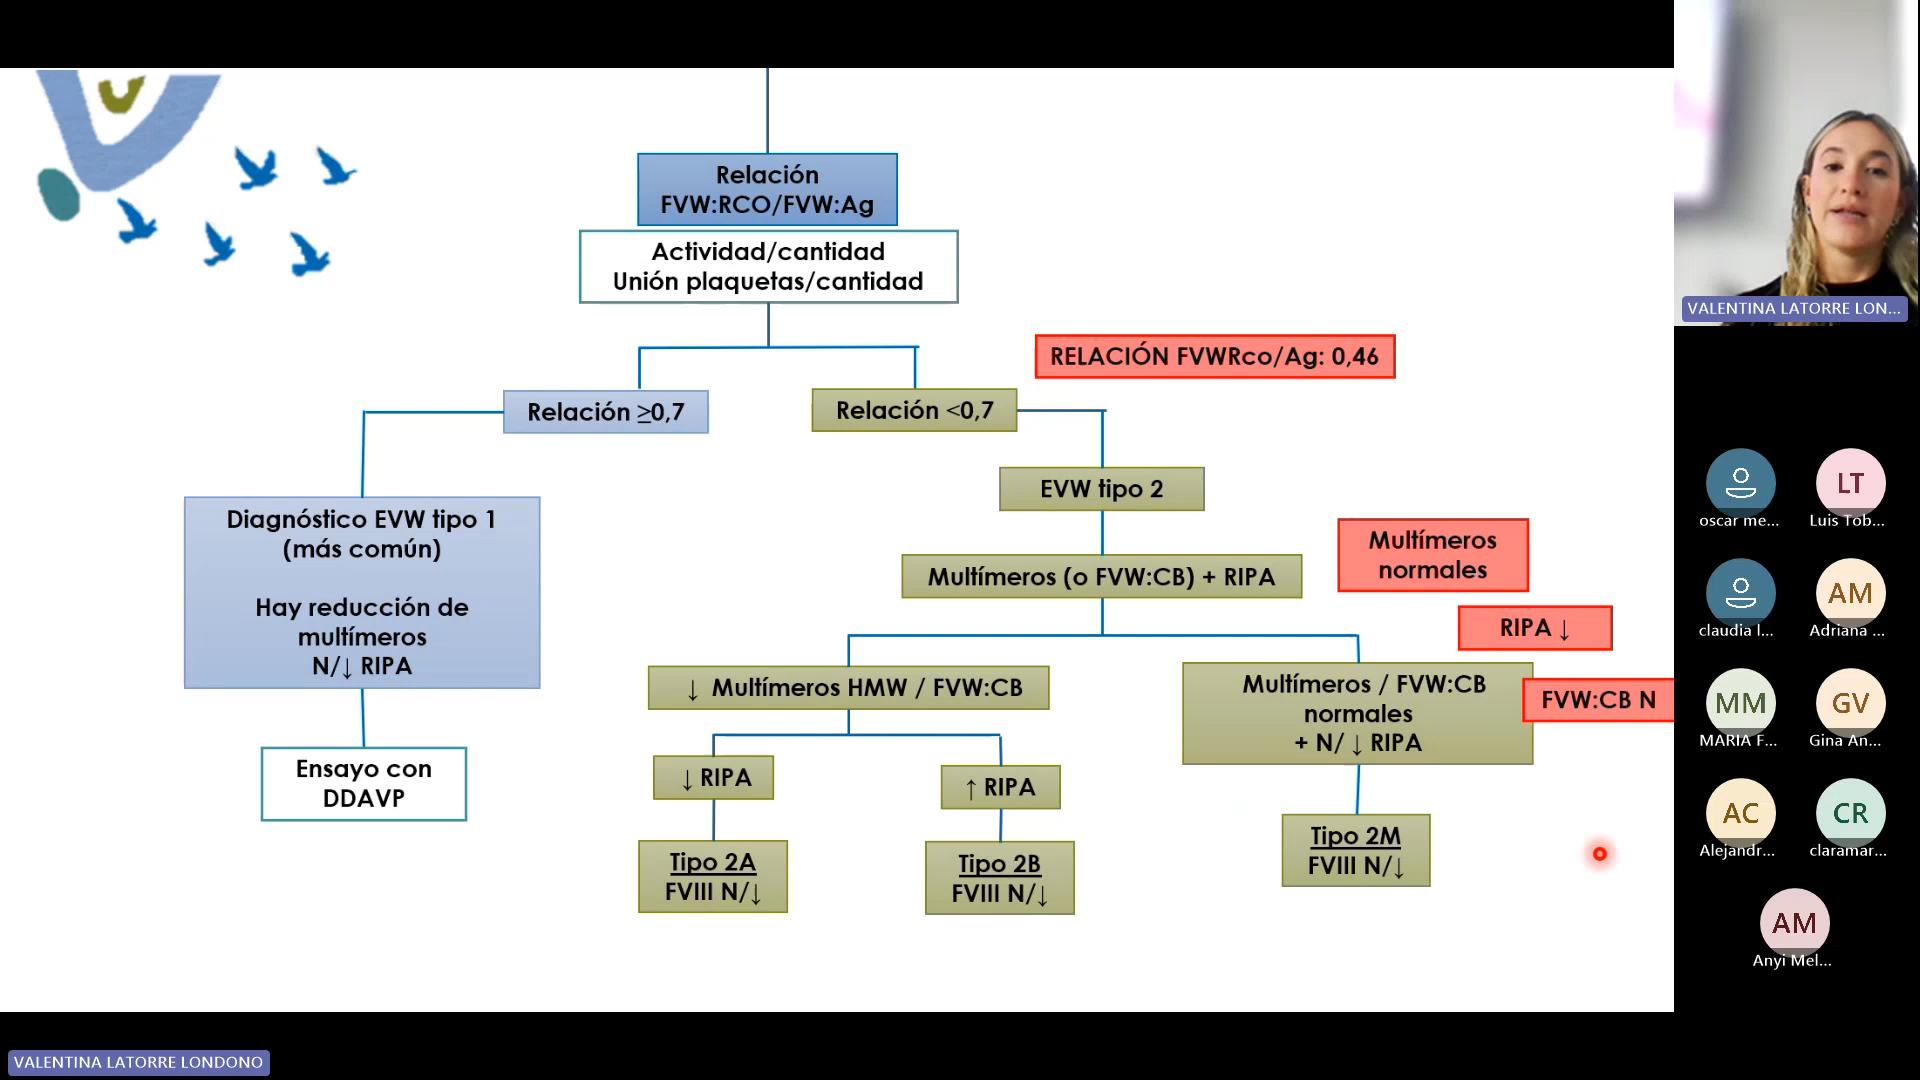 Relación
FVW:RCO/FVW:Ag
Actividad/cantidad
Unión plaquetas/cantidad
RELACIÓN FVWRco/Ag: 0,46
Relación ≥0,7
Relación <0,7
EVW tipo 2
Diagnóstico EVW tipo 1
(más común)
Hay reducción de
multímeros
N/↓ RIPA
Multímeros
normales
Multímeros (o FVW:CB) + RIPA
RIPA ↓
↓ Multímeros HMW / FVW:CB
Multímeros / FVW:CB
normales
+ N/ ↓ RIPA
FVW:CB N
Ensayo con
DDAVP
↓ RIPA
↑ RIPA
Tipo 2A
FVIII N/↓
Tipo 2B
FVIII N/↓
Tipo 2M
FVIII N/↓
VALENTINA LATORRE LON...
oscar me...
LT
Luis Tob...
claudia l...
AM
Adriana ...
MM
MARIA F...
GV
Gina An...
AC
Alejandr...
CR
claramar...
AM
Anyi Mel...
VALENTINA LATORRE LONDONO